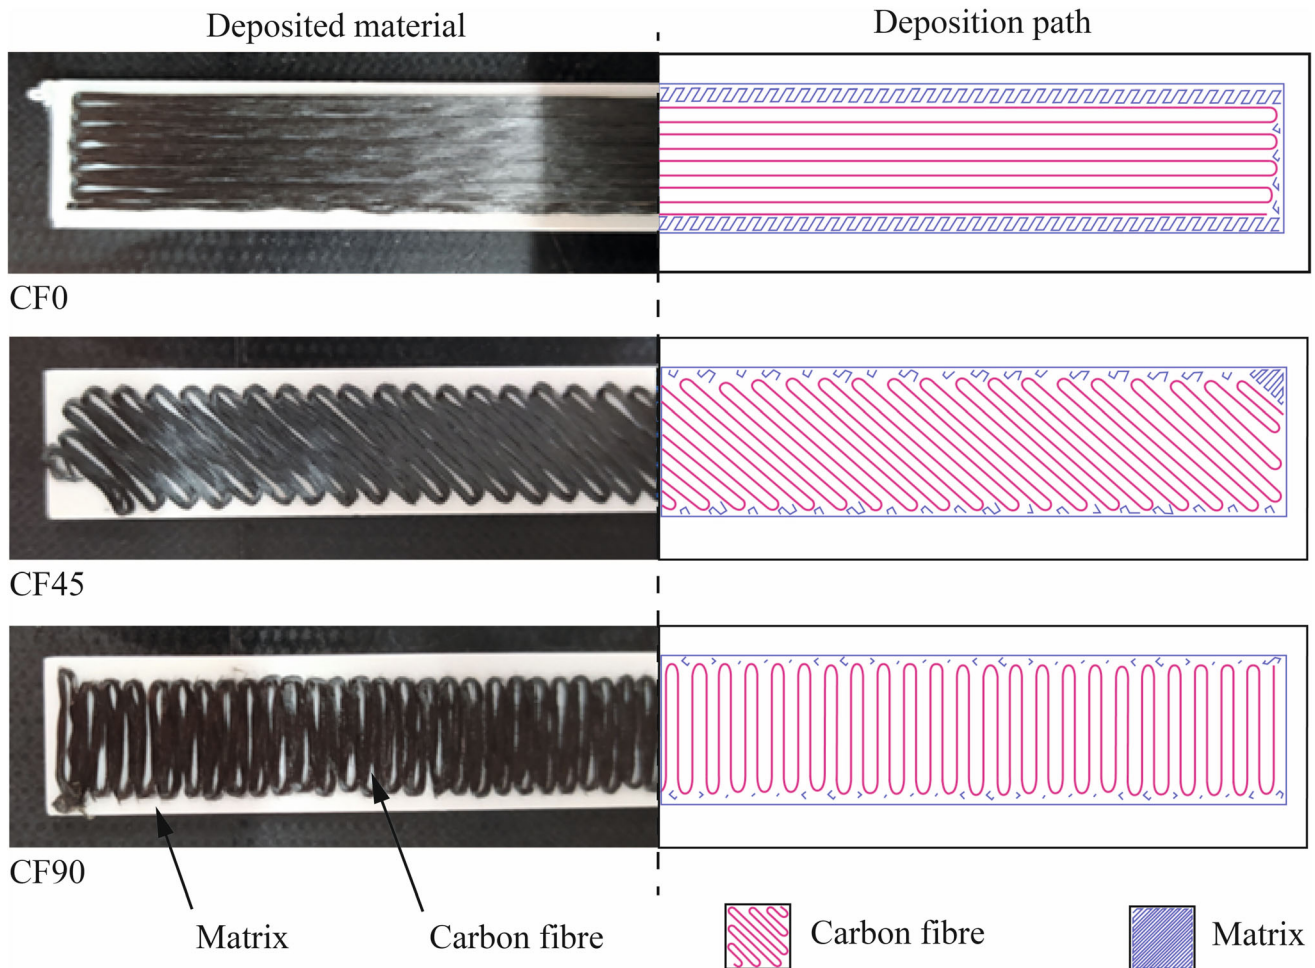 Deposited material
Deposition path
CF0
CF45
CF90
Matrix
Carbon fibre
Carbon fibre
Matrix